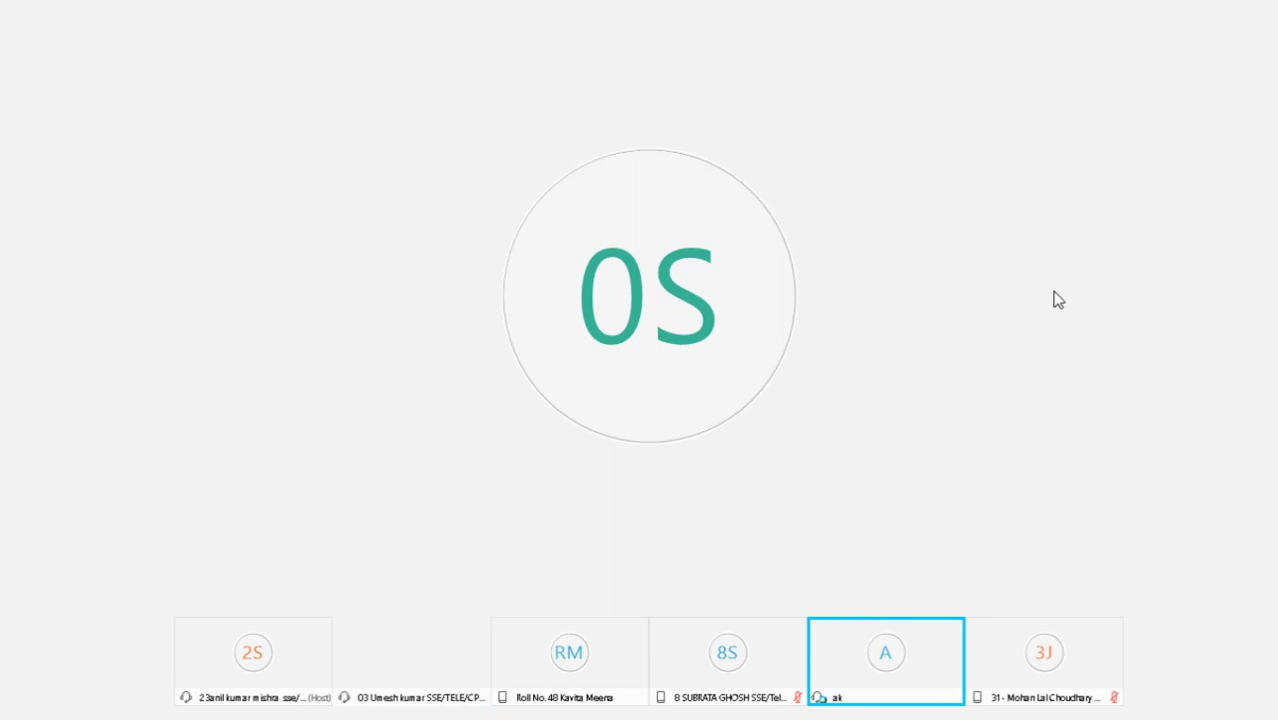 0S
2S
RM
8S
A
3J
23anil kumar mishra sse/... (Host)
03 Umesh kumar SSE/TELE/CP...
Roll No. 48 Kavita Meena
8 SUBRATA GHOSH SSE/Tel...
ak
31- Mohan Lal Choudhary ...